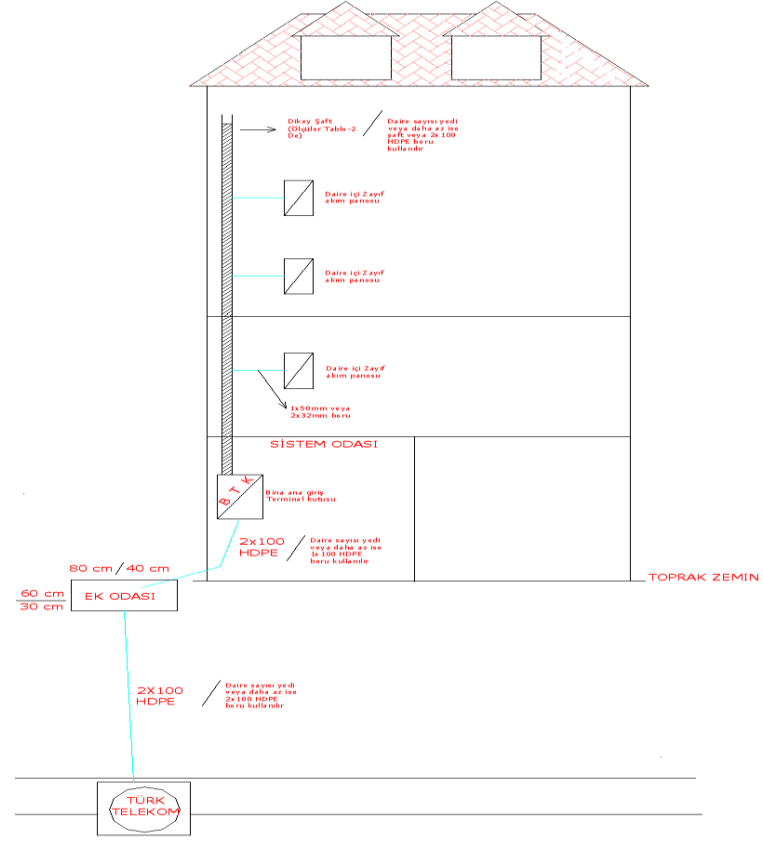 Dikey Şaft
(Ölçüler Table-2
De)
Daire sayısı yedi
veya daha az ise
şaft veya 2x 100
HDPE boru
kullanılır
Daire içi Zayıf
akım panosu
Daire içi Zayıf
akım panosu
Daire içi Zayıf
akım panosu
1x50mm veya
2x32mm boru
SİSTEM ODASI
B T K
Bina ana giriş
Terminal kutusu
2x100
HDPE
Daire sayısı yedi
veya daha az ise
1x 100 HDPE
boru kullanılır
80 cm / 40 cm
60 cm
30 cm
EK ODASI
TOPRAK ZEMIN
2X100
HDPE
Daire sayısı yedi
veya daha az ise
2x100 HDPE
boru kullanılır
TÜRK
TELEKOM